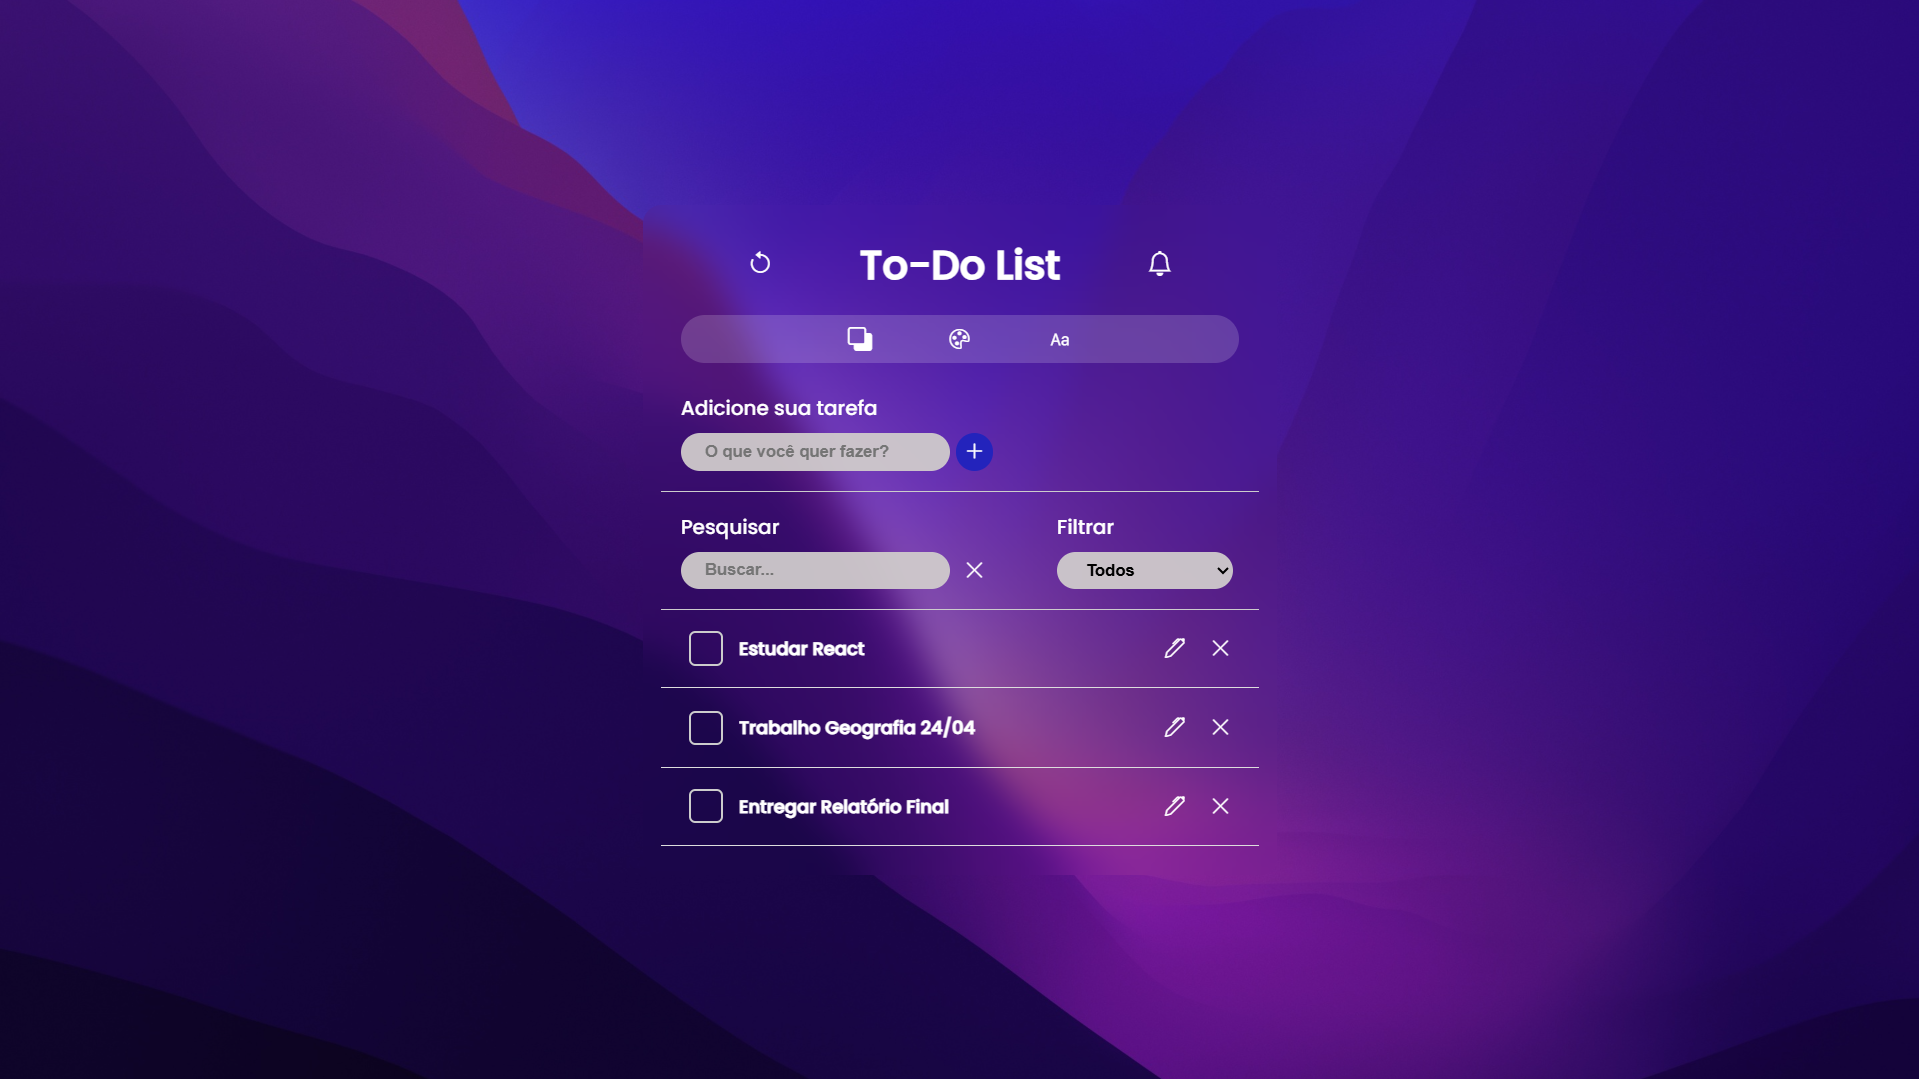 To-Do List
Aa
Adicione sua tarefa
O que você quer fazer?
Pesquisar
Filtrar
Buscar...
Todos
Estudar React
Trabalho Geografia 24/04
Entregar Relatório Final